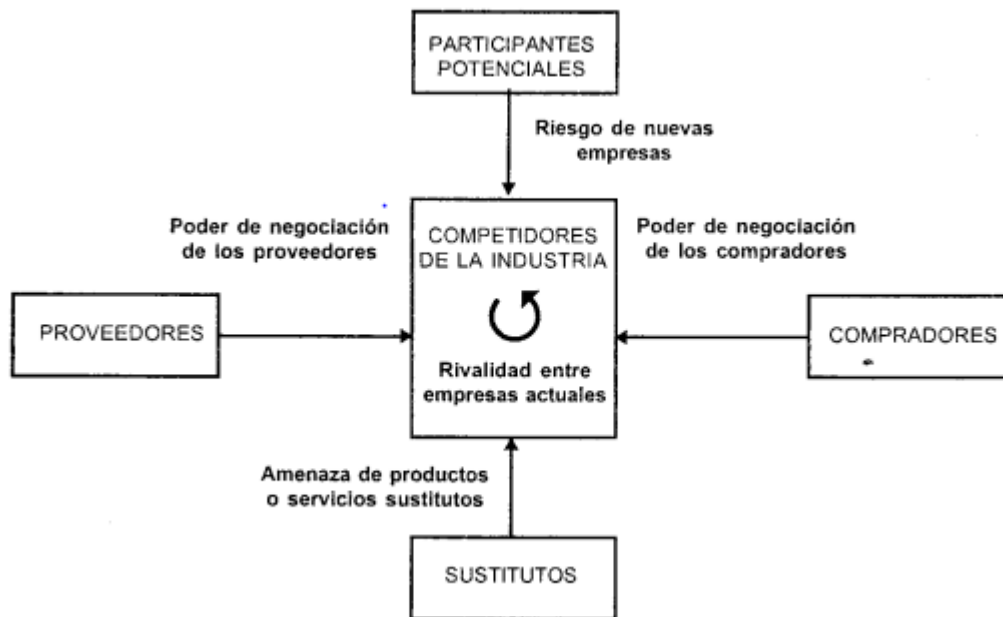 PARTICIPANTES
POTENCIALES
Riesgo de nuevas
empresas
Poder de negociación
de los proveedores
COMPETIDORES
DE LA INDUSTRIA
Rivalidad entre
empresas actuales
Poder de negociación
de los compradores
PROVEEDORES
COMPRADORES
Amenaza de productos
o servicios sustitutos
SUSTITUTOS